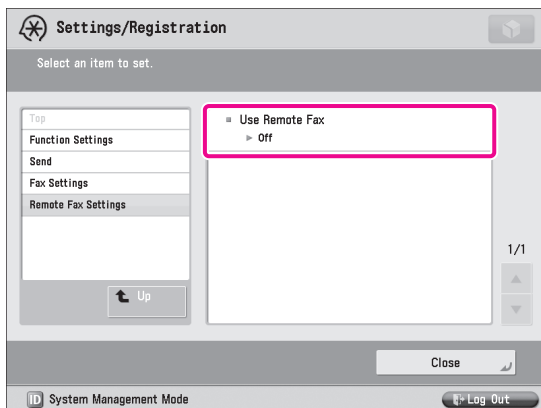 Settings/Registration
Select an item to set.
Top
Function Settings
Send
Fax Settings
Remote Fax Settings
Up
Use Remote Fax
► Off
1/1
Close
ID System Management Mode
Log Out